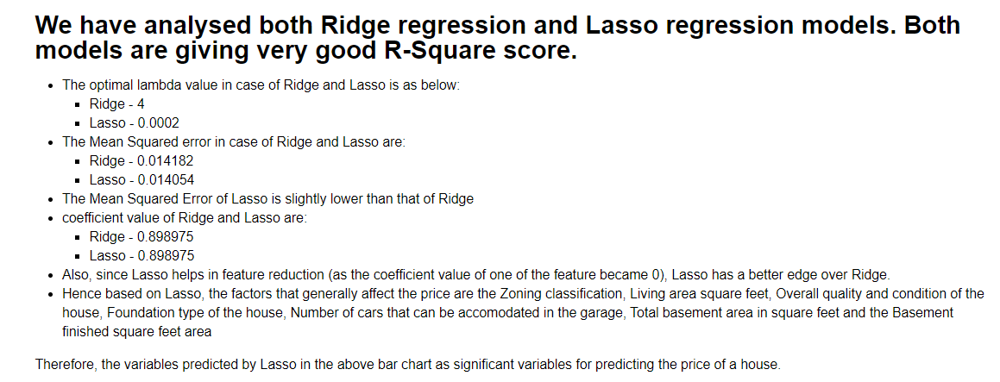 We have analysed both Ridge regression and Lasso regression models. Both
models are giving very good R-Square score.
• The optimal lambda value in case of Ridge and Lasso is as below:
▪ Ridge - 4
▪ Lasso - 0.0002
• The Mean Squared error in case of Ridge and Lasso are:
▪ Ridge - 0.014182
▪ Lasso - 0.014054
• The Mean Squared Error of Lasso is slightly lower than that of Ridge
• coefficient value of Ridge and Lasso are:
▪ Ridge - 0.898975
▪ Lasso - 0.898975
• Also, since Lasso helps in feature reduction (as the coefficient value of one of the feature became 0), Lasso has a better edge over Ridge.
• Hence based on Lasso, the factors that generally affect the price are the Zoning classification, Living area square feet, Overall quality and condition of the
house, Foundation type of the house, Number of cars that can be accomodated in the garage, Total basement area in square feet and the Basement
finished square feet area
Therefore, the variables predicted by Lasso in the above bar chart as significant variables for predicting the price of a house.